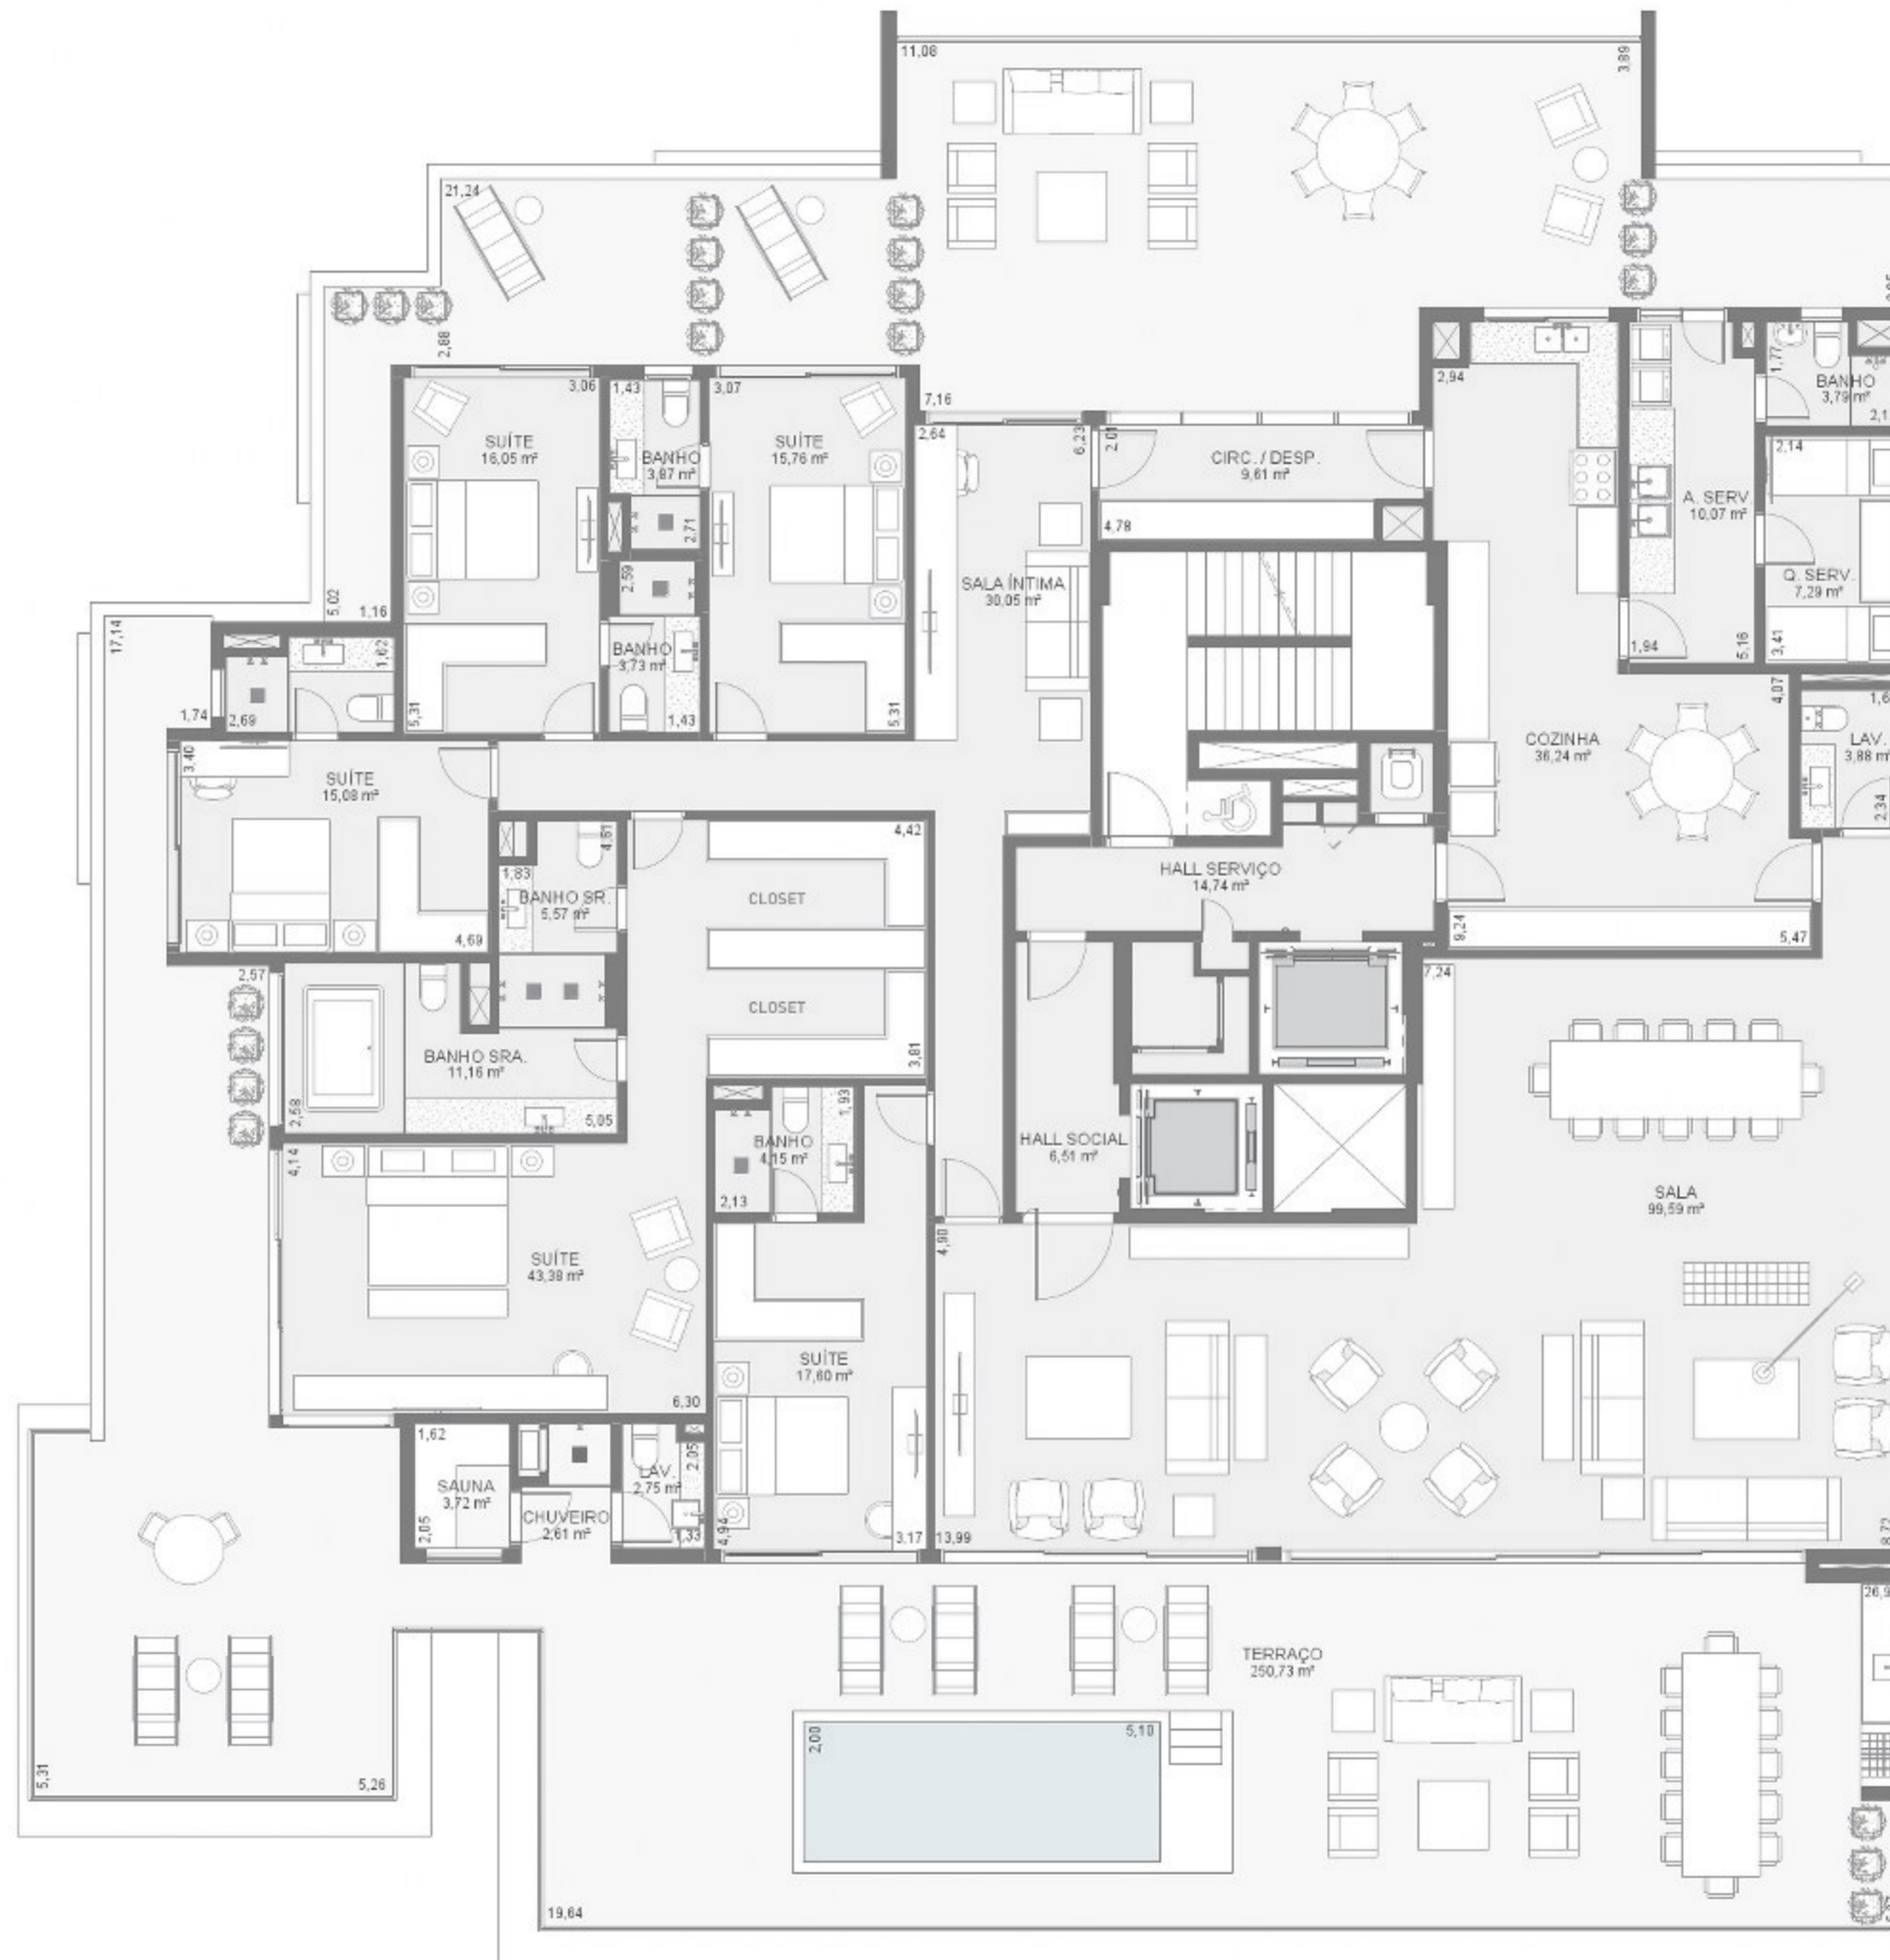 11,08
3,89
21,24
2,88
3,06
1,43
3,07
7,16
2,64
6,23
2,01
2,94
1,77
BANHO
3,79 m²
2,14
SUÍTE
16,05 m²
BANHO
3,87 m²
SUÍTE
15,76 m²
CIRC. / DESP.
9,61 m²
4,78
A. SERV.
10,07 m²
2,71
2,59
SALA ÍNTIMA
30,05 m²
Q. SERV.
7,29 m²
5,02
1,16
17,14
1,62
BANHO
3,73 m²
1,94
5,16
3,41
1,74
2,69
5,31
1,43
5,31
4,07
3,40
SUÍTE
15,08 m²
COZINHA
36,24 m²
LAV.
3,88 m²
2,34
4,61
4,42
1,83
BANHO SR.
5,57 m²
CLOSET
HALL SERVIÇO
14,74 m²
4,69
9,24
5,47
2,57
7,24
CLOSET
BANHO SRA.
11,16 m²
3,81
2,58
5,05
1,93
BANHO
4,15 m²
HALL SOCIAL
6,51 m²
4,14
2,13
SALA
99,59 m²
4,90
SUÍTE
43,38 m²
SUÍTE
17,60 m²
6,30
1,62
2,05
SAUNA
3,72 m²
LAV.
2,75 m²
CHUVEIRO
2,61 m²
2,05
1,33
4,94
3,17
13,99
8,72
TERRAÇO
250,73 m²
2,00
5,10
5,31
5,26
19,64